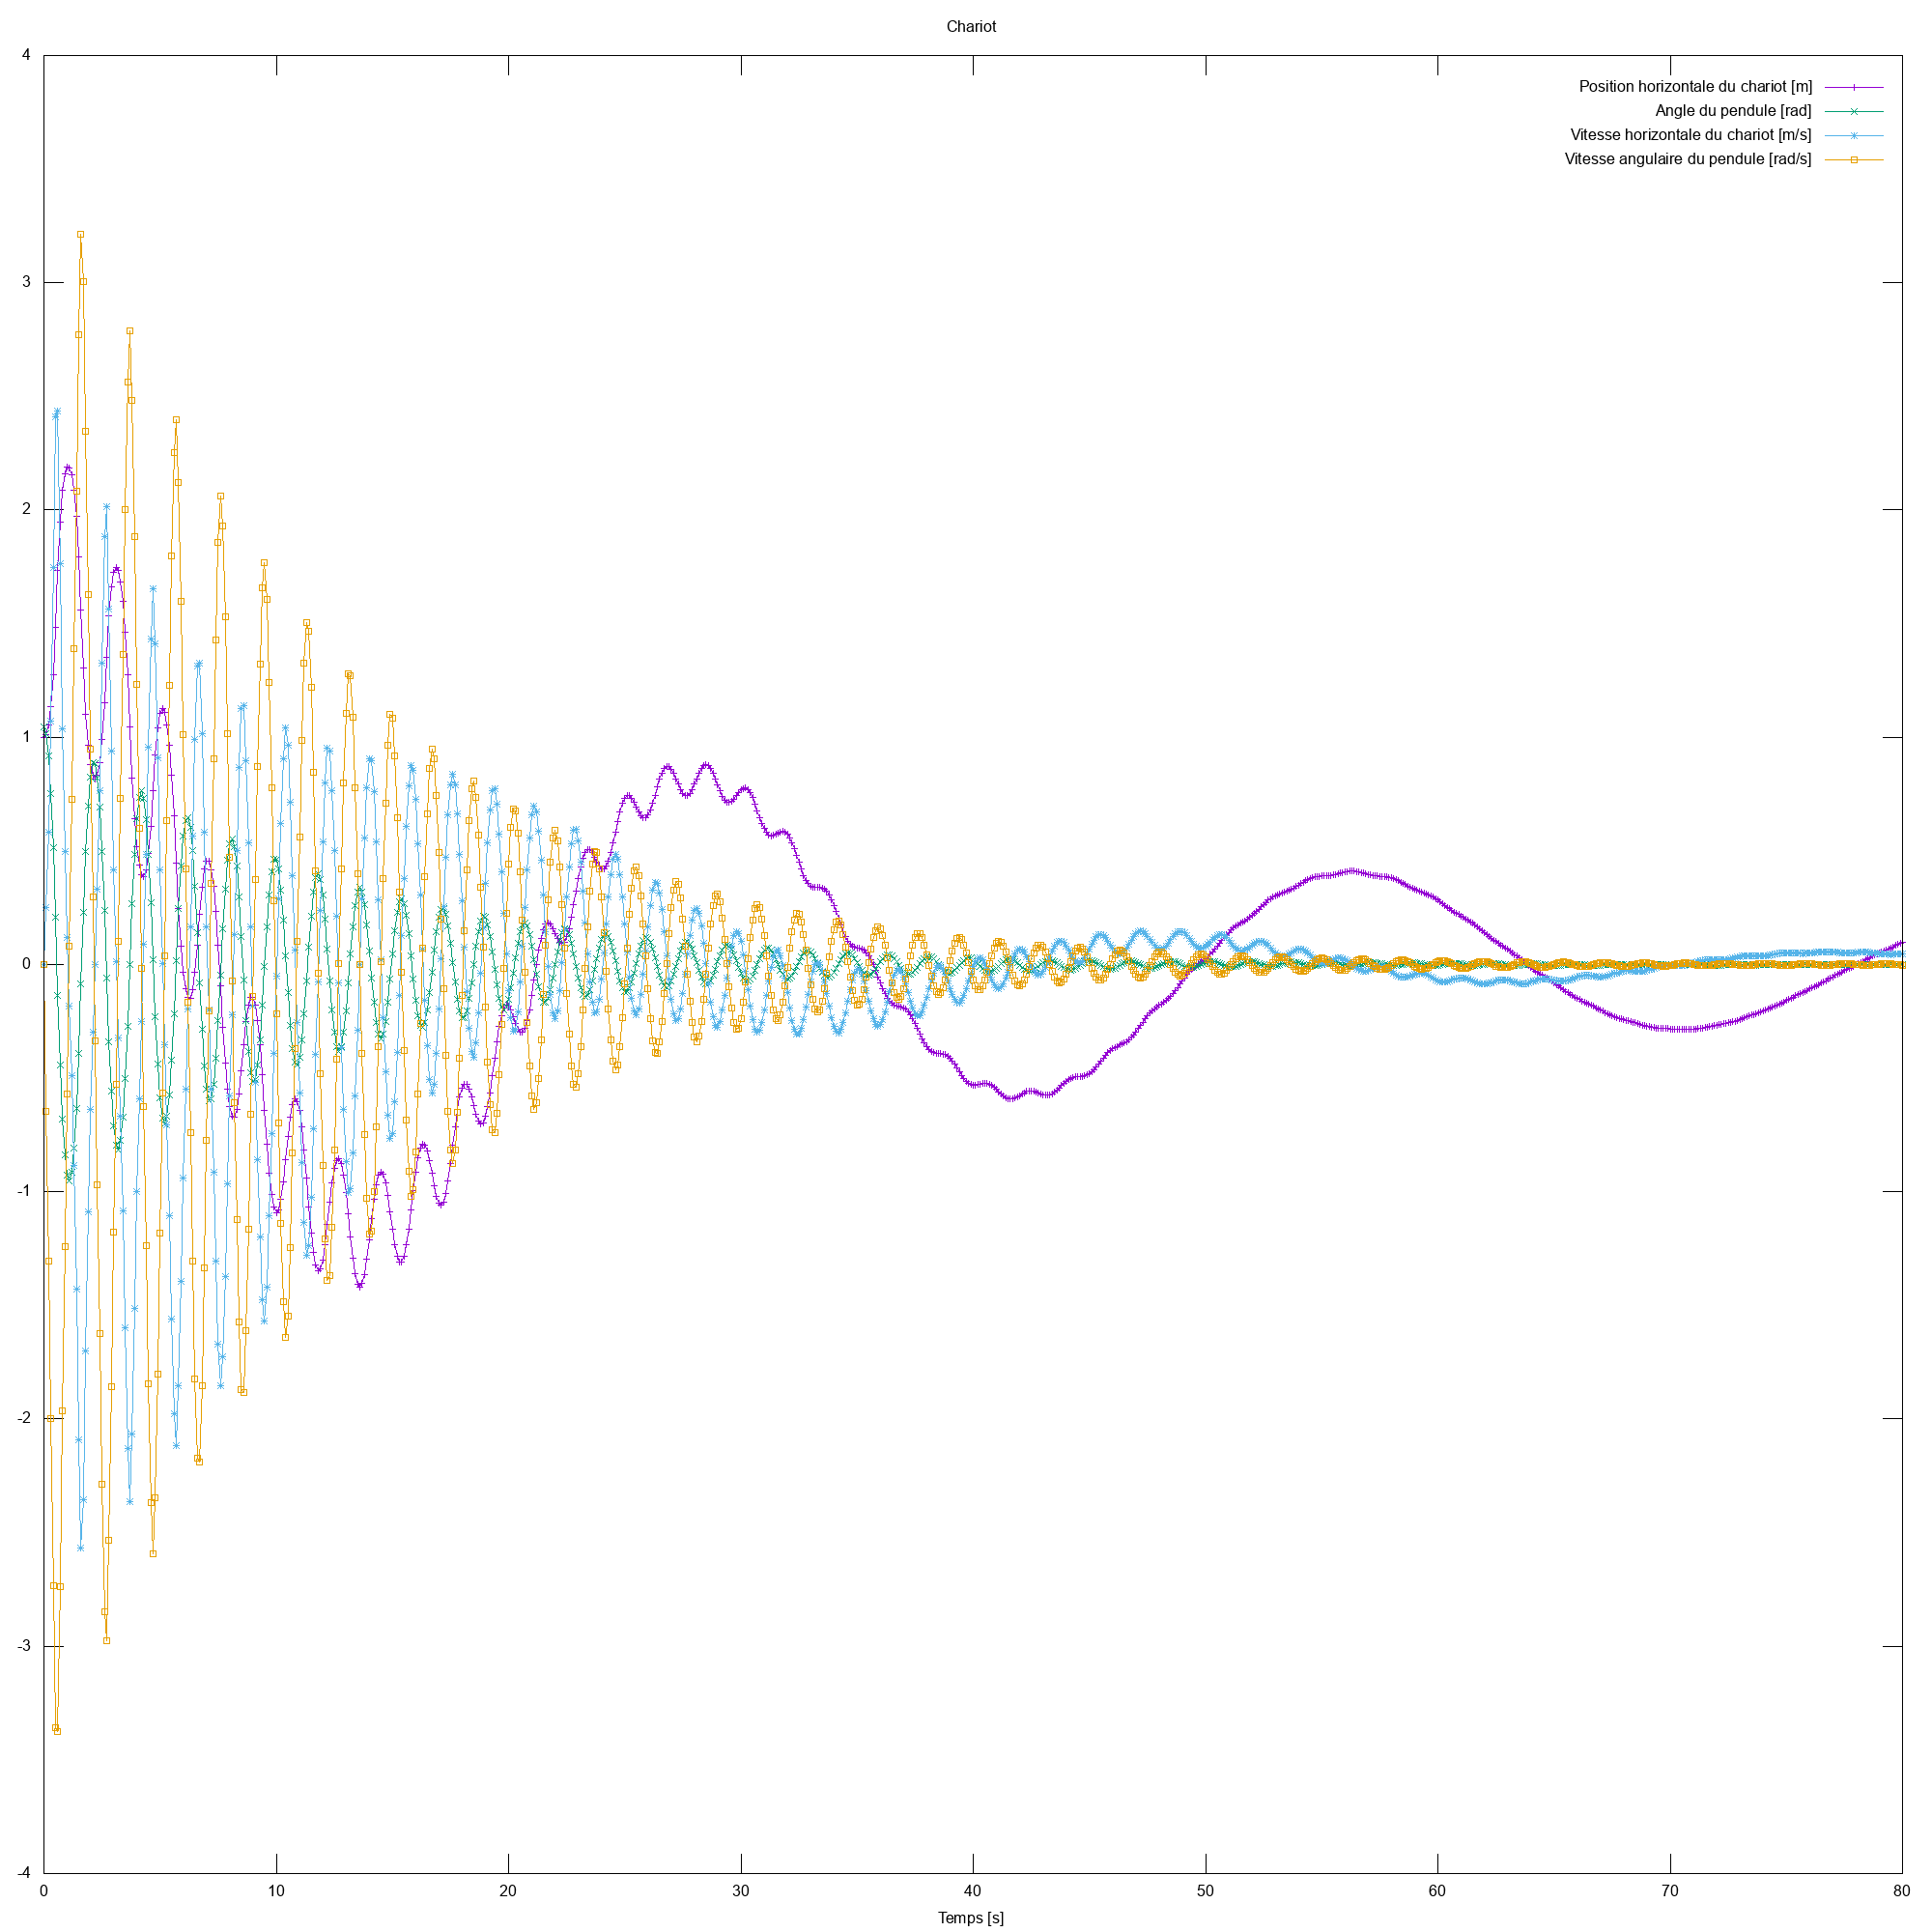 Chariot
4
Position horizontale du chariot [m]
Angle du pendule [rad]
Vitesse horizontale du chariot [m/s]
Vitesse angulaire du pendule [rad/s]
3
2
1
0
-1
-2
-3
-4
0 10 20 30 40 50 60 70 80
Temps [s]